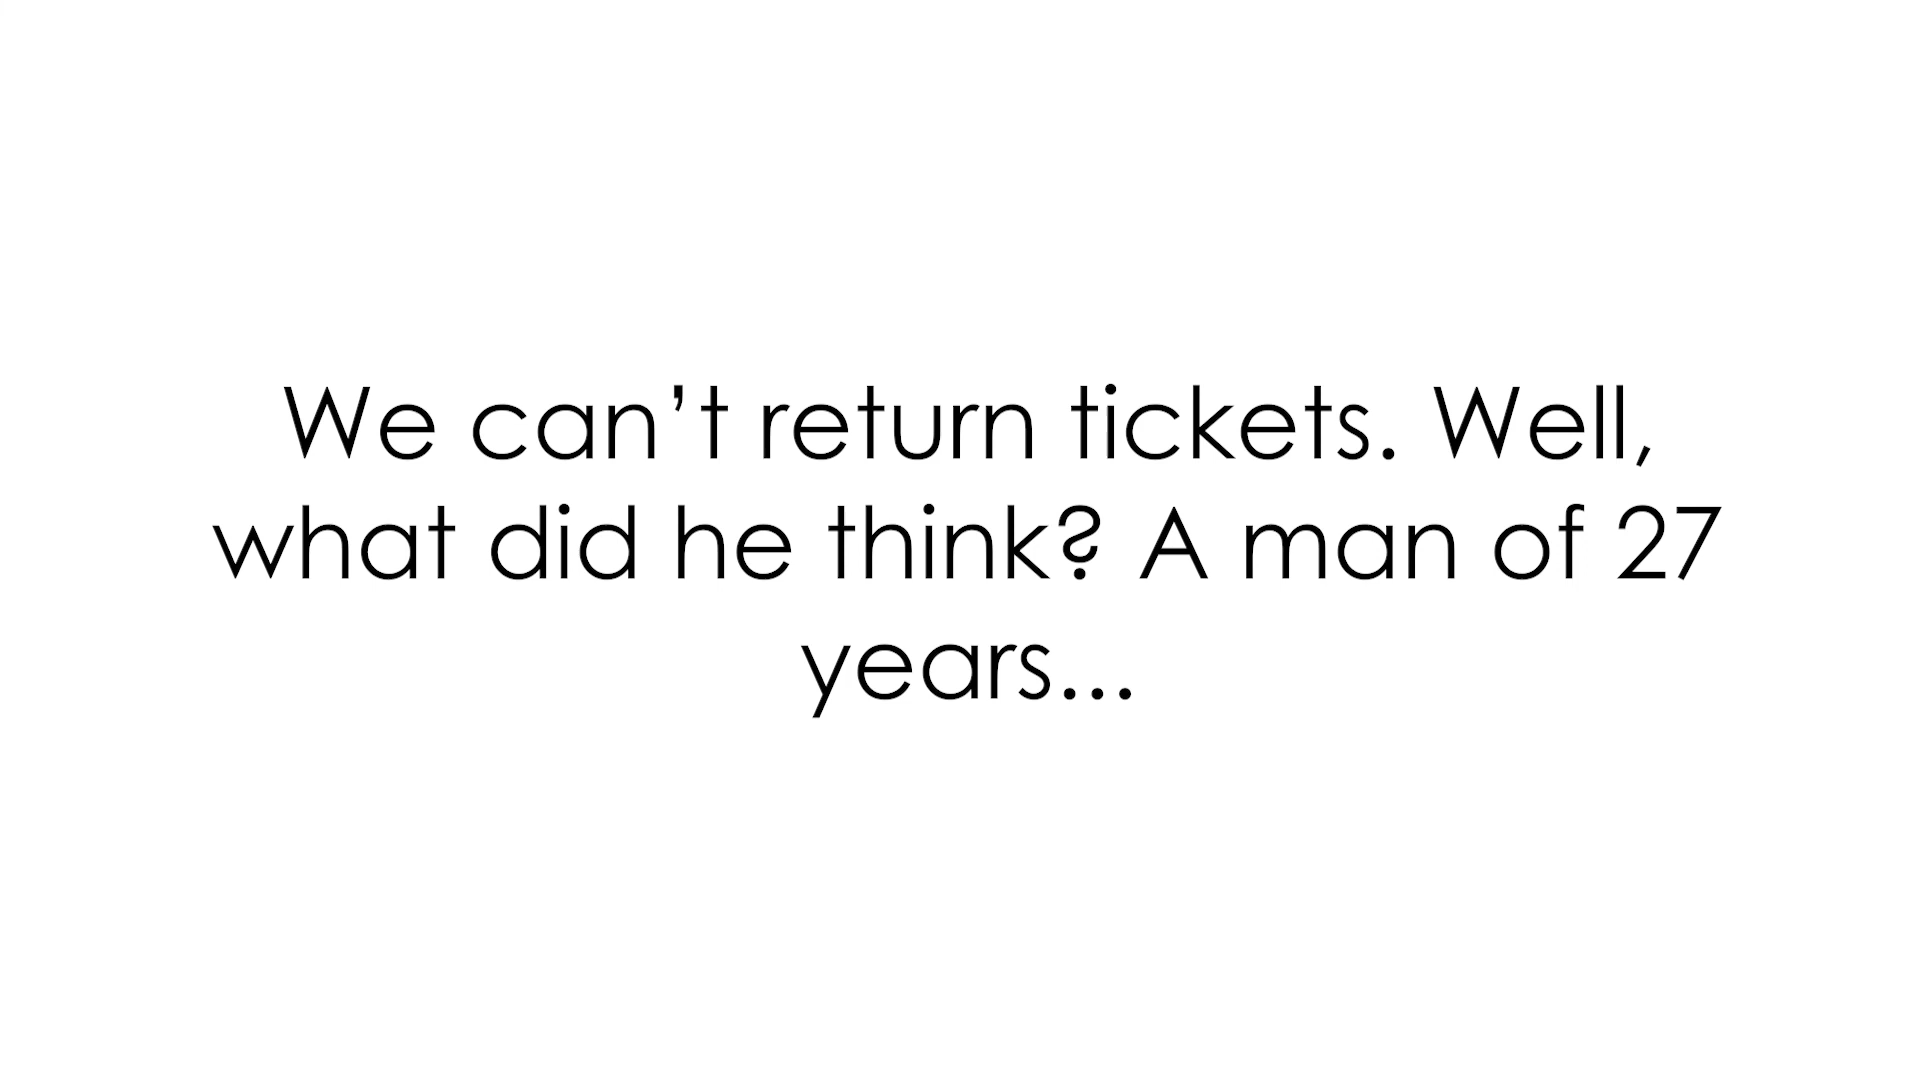 We can’t return tickets. Well,
what did he think? A man of 27
years...